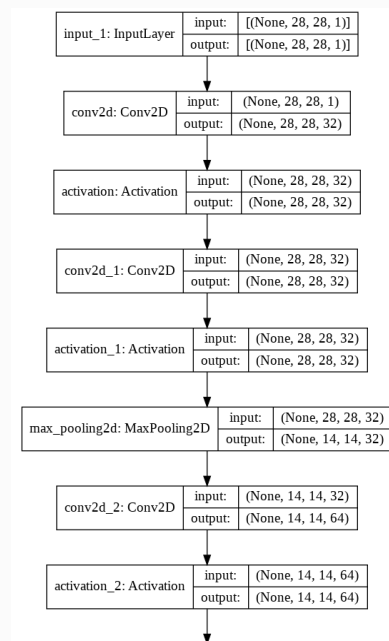 input_1: InputLayer
input: [(None, 28, 28, 1)]
output: [(None, 28, 28, 1)]
conv2d: Conv2D
input: (None, 28, 28, 1)
output: (None, 28, 28, 32)
activation: Activation
input: (None, 28, 28, 32)
output: (None, 28, 28, 32)
conv2d_1: Conv2D
input: (None, 28, 28, 32)
output: (None, 28, 28, 32)
activation_1: Activation
input: (None, 28, 28, 32)
output: (None, 28, 28, 32)
max_pooling2d: MaxPooling2D
input: (None, 28, 28, 32)
output: (None, 14, 14, 32)
conv2d_2: Conv2D
input: (None, 14, 14, 32)
output: (None, 14, 14, 64)
activation_2: Activation
input: (None, 14, 14, 64)
output: (None, 14, 14, 64)